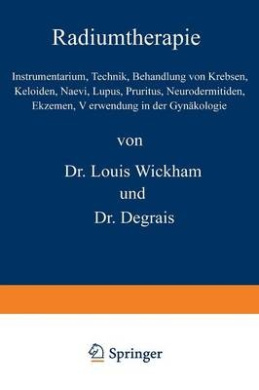 Radiumtherapie
Instrumentarium, Technik, Behandlung von Krebsen,
Keloiden, Naevi, Lupus, Pruritus, Neurodermitiden,
Ekzemen, V erwendung in der Gynäkologie
von
Dr. Louis Wickham
und
Dr. Degrais
Springer